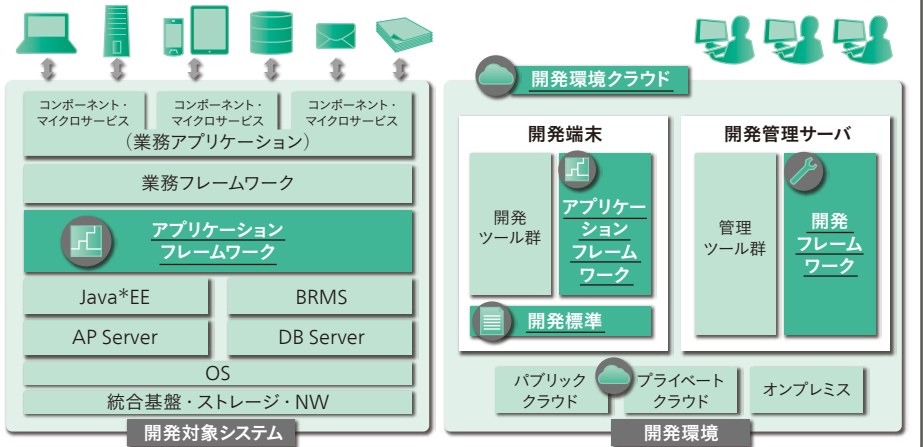 コンポーネント・
マイクロサービス
コンポーネント・
マイクロサービス
コンポーネント・
マイクロサービス
（業務アプリケーション）
業務フレームワーク
アプリケーション
フレームワーク
Java*EE
BRMS
AP Server
DB Server
OS
統合基盤・ストレージ・NW
開発対象システム
開発環境クラウド
開発端末
開発
ツール群
アプリケー
ション
フレーム
ワーク
開発標準
開発管理サーバ
管理
ツール群
開発
フレーム
ワーク
パブリック
クラウド
プライベート
クラウド
オンプレミス
開発環境